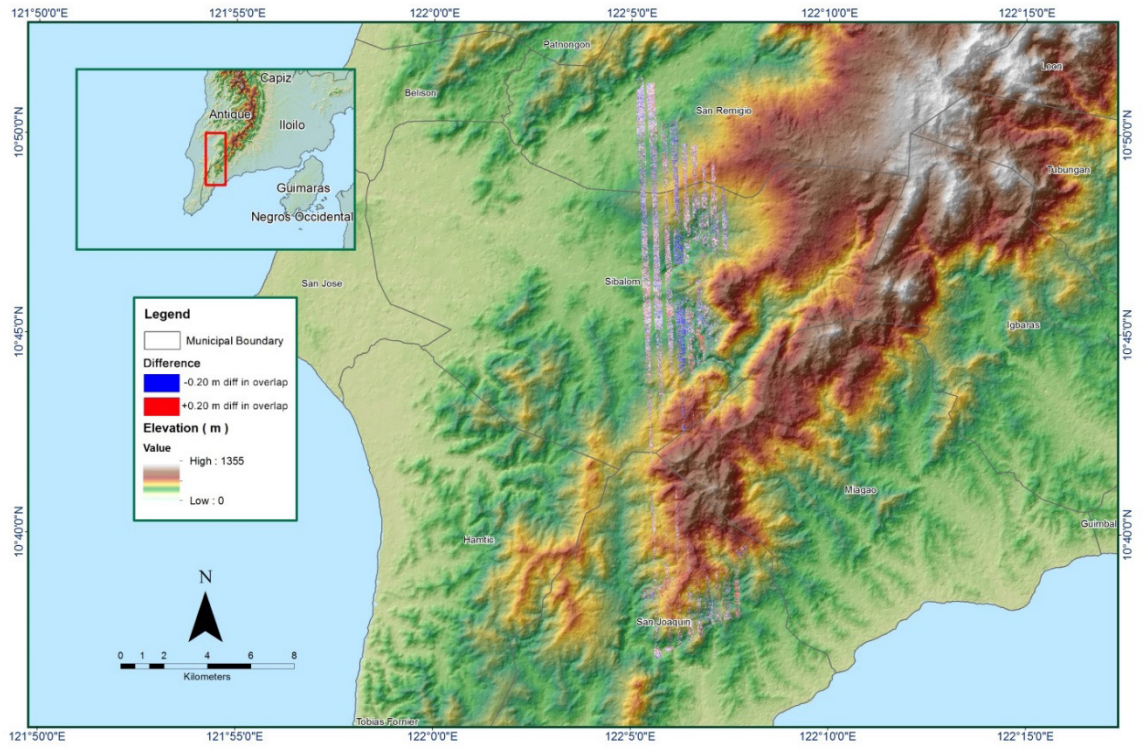 121°50'0"E 121°55'0"E 122°0'0"E 122°5'0"E 122°10'0"E 122°15'0"E
Patnongon
Leon
Capiz
Belison
San Remigio
Antique
Iloilo
10°50'0"N
10°50'0"N
Tubungan
Guimaras
Negros Occidental
San Jose
Sibalom
Legend
Municipal Boundary
Difference
-0.20 m diff in overlap
+0.20 m diff in overlap
Elevation ( m )
Value
High : 1355
Low : 0
10°45'0"N
10°45'0"N
Igbaras
Miagao
Guimbal
10°40'0"N
10°40'0"N
Hamtic
San Joaquin
N
0 1 2 4 6 8
Kilometers
Tobias Fornier
121°50'0"E 121°55'0"E 122°0'0"E 122°5'0"E 122°10'0"E 122°15'0"E